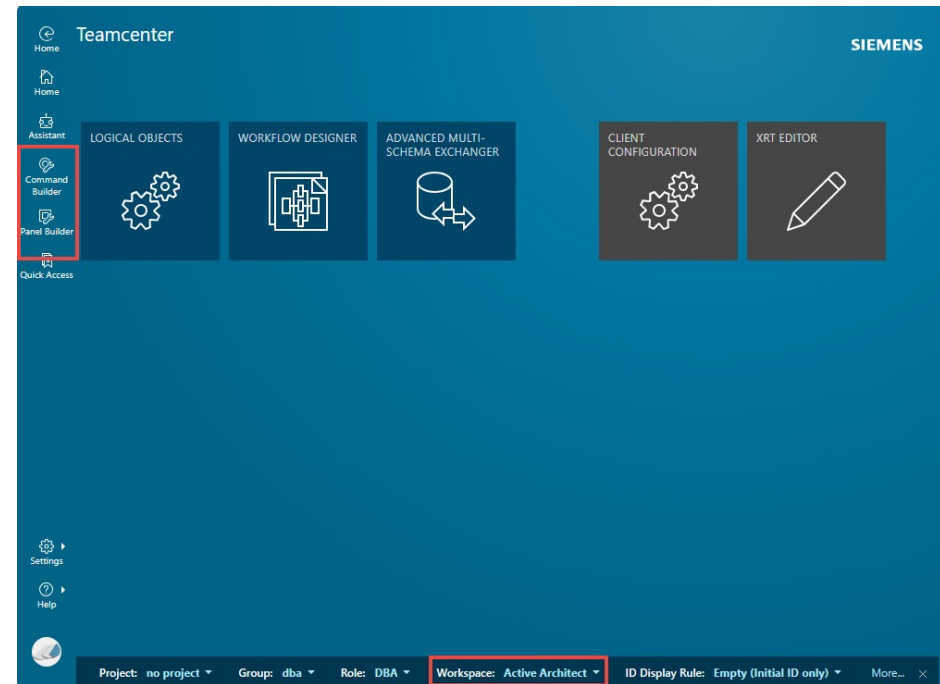 Teamcenter
SIEMENS
Home
Home
Assistant
Command
Builder
Panel Builder
Quick Access
LOGICAL OBJECTS
WORKFLOW DESIGNER
ADVANCED MULTI-
SCHEMA EXCHANGER
CLIENT
CONFIGURATION
XRT EDITOR
Settings
Help
Project: no project Group: dba Role: DBA Workspace: Active Architect ID Display Rule: Empty (Initial ID only) More...